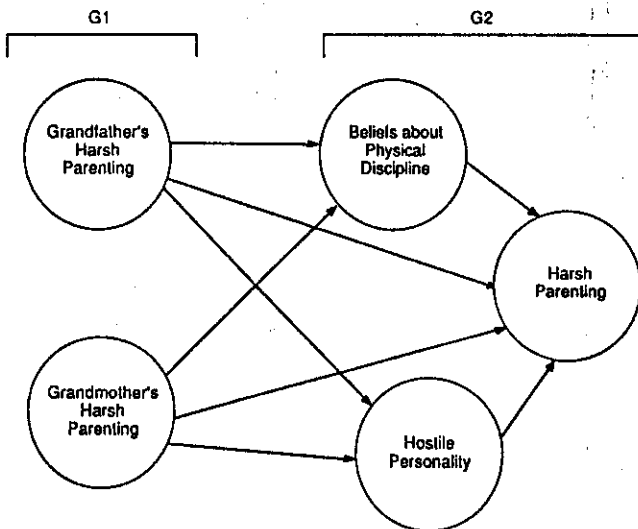 G1
G2
Grandfather's
Harsh
Parenting
Beliefs about
Physical
Discipline
Harsh
Parenting
Grandmother's
Harsh
Parenting
Hostile
Personality